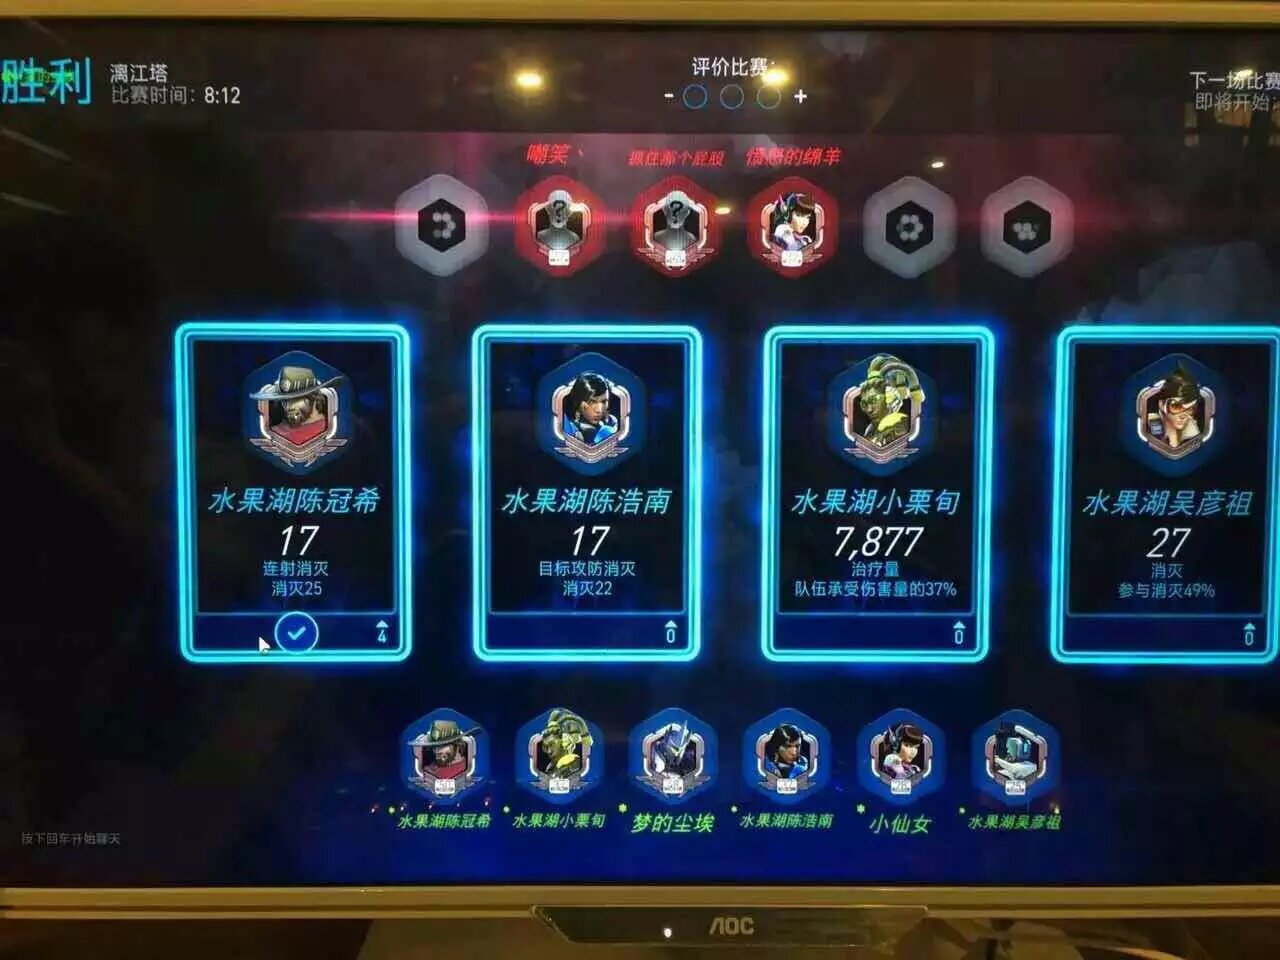 胜利
漓江塔
比赛时间: 8:12
评价比赛:
- +
下一场比赛
即将开始:
嘲笑
抓住那个屁股
愤怒的绵羊
水果湖陈冠希
17
连射消灭
消灭25
4
水果湖陈浩南
17
目标攻防消灭
消灭22
0
水果湖小栗旬
7,877
治疗量
队伍承受伤害量的37%
0
水果湖吴彦祖
27
消灭
参与消灭49%
0
水果湖陈冠希
水果湖小栗旬
梦的尘埃
水果湖陈浩南
小仙女
水果湖吴彦祖
按下回车开始聊天
AOC